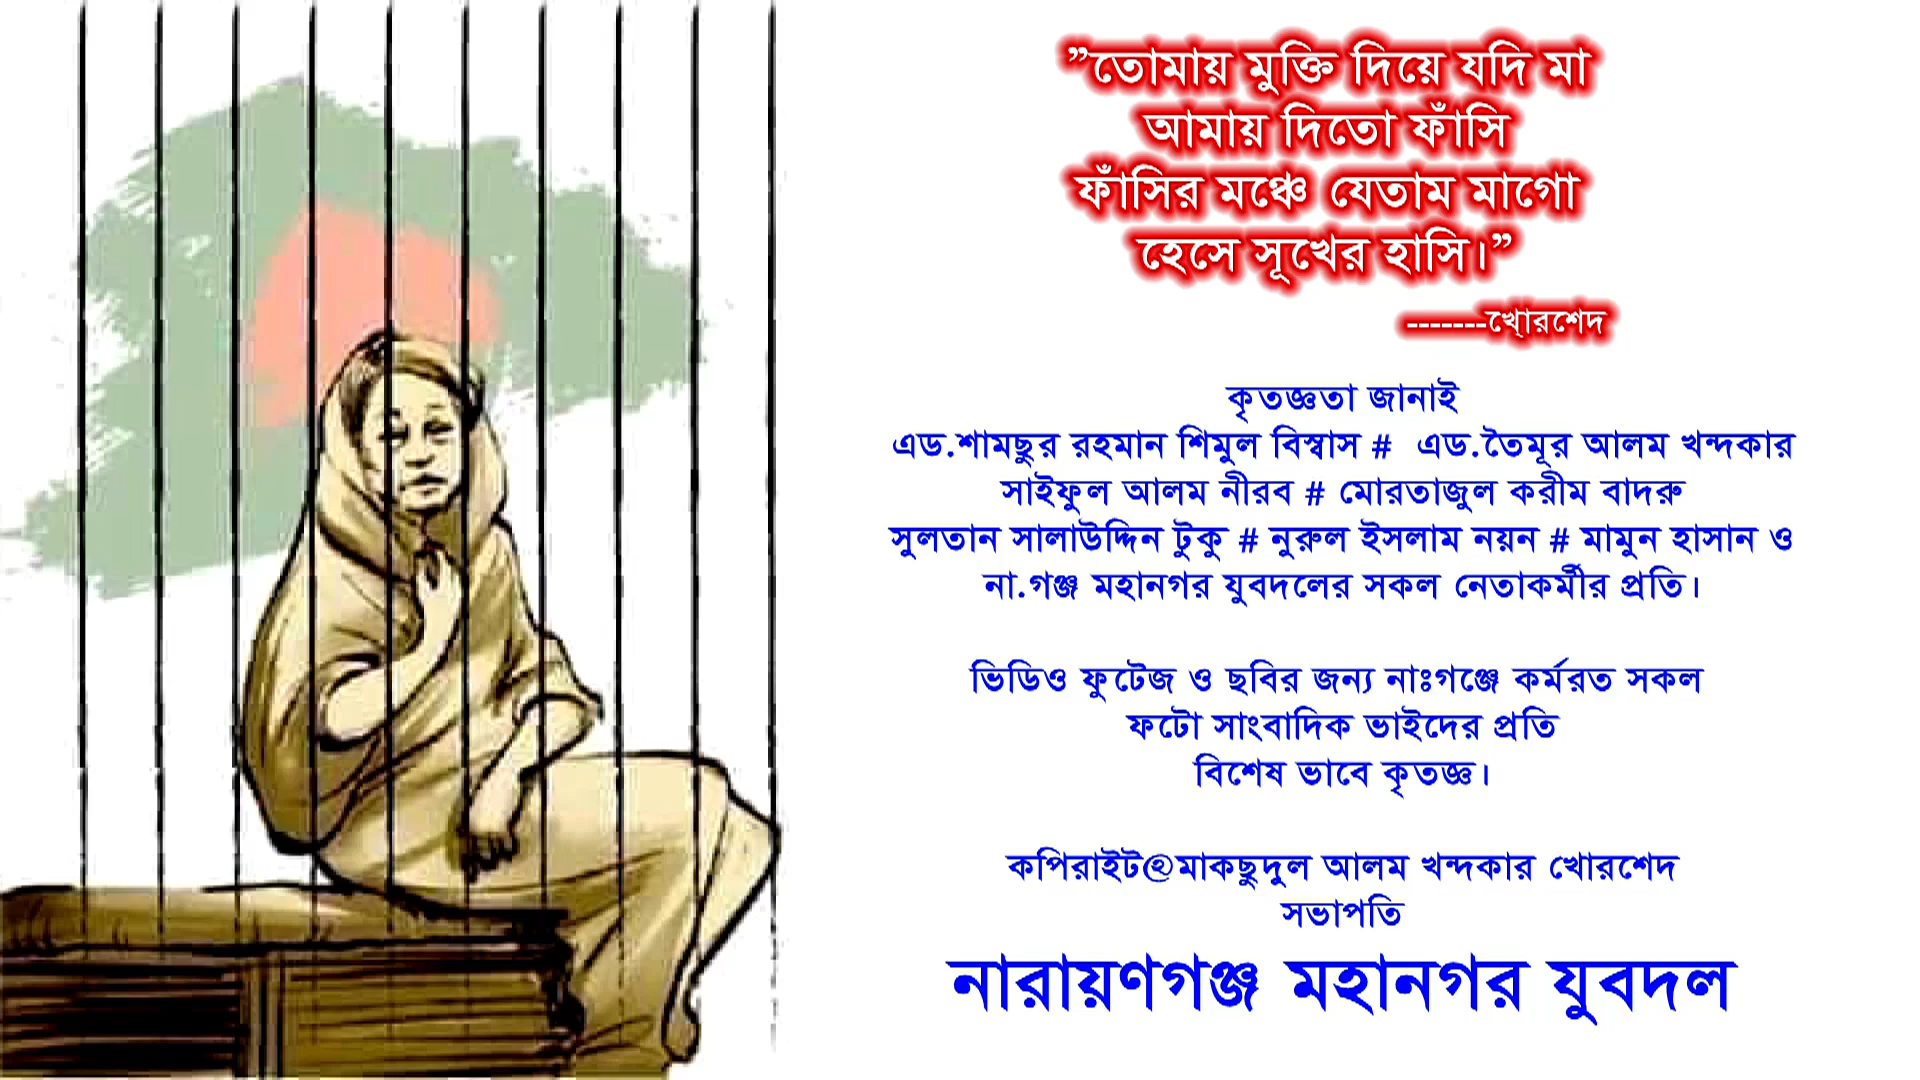 ”তোমায় মুক্তি দিয়ে যদি মা
আমায় দিতো ফাঁসি
ফাঁসির মঞ্চে যেতাম মাগো
হেসে সূখের হাসি।”
-------খোরশেদ
কৃতজ্ঞতা জানাই
এড.শামছুর রহমান শিমুল বিস্বাস # এড.তৈমূর আলম খন্দকার
সাইফুল আলম নীরব # মোরতাজুল করীম বাদরু
সুলতান সালাউদ্দিন টুকু # নুরুল ইসলাম নয়ন # মামুন হাসান ও
না.গঞ্জ মহানগর যুবদলের সকল নেতাকর্মীর প্রতি।
ভিডিও ফুটেজ ও ছবির জন্য নাঃগঞ্জে কর্মরত সকল
ফটো সাংবাদিক ভাইদের প্রতি
বিশেষ ভাবে কৃতজ্ঞ।
কপিরাইট@মাকছুদুল আলম খন্দকার খোরশেদ
সভাপতি
নারায়ণগঞ্জ মহানগর যুবদল